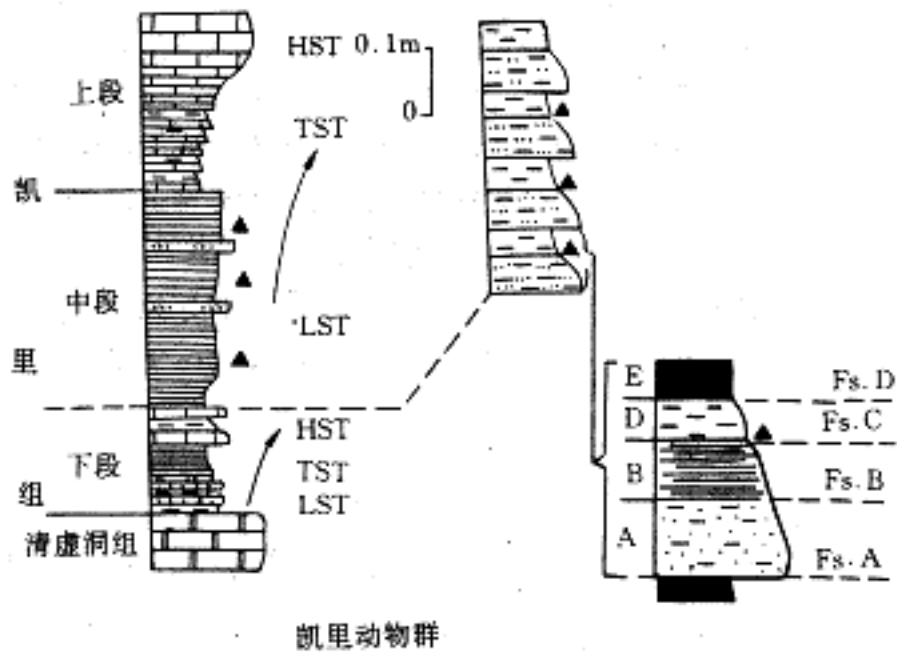 HST 0.1m
上段
0
TST
凯
中段
LST
里
E Fs. D
D Fs. C
HST
下段
TST
B Fs. B
组
LST
A
清虚洞组
Fs. A
凯里动物群